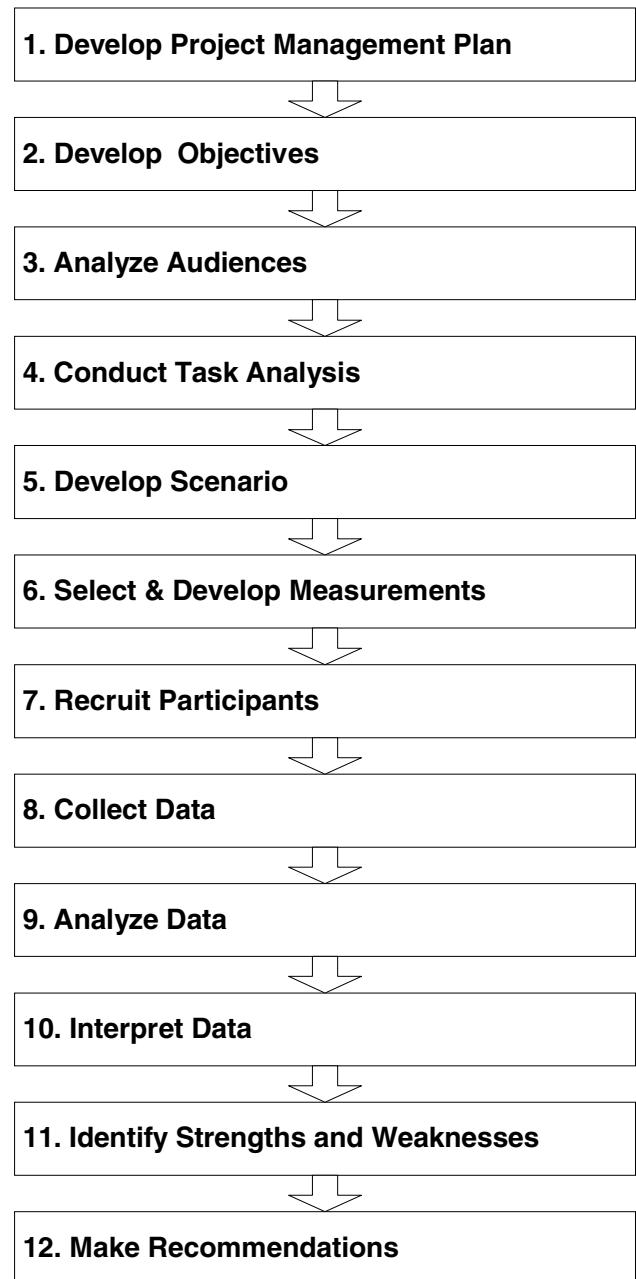 1. Develop Project Management Plan
2. Develop  Objectives
3. Analyze Audiences
4. Conduct Task Analysis
5. Develop Scenario
6. Select & Develop Measurements
7. Recruit Participants
8. Collect Data
9. Analyze Data
10. Interpret Data
11. Identify Strengths and Weaknesses
12. Make Recommendations